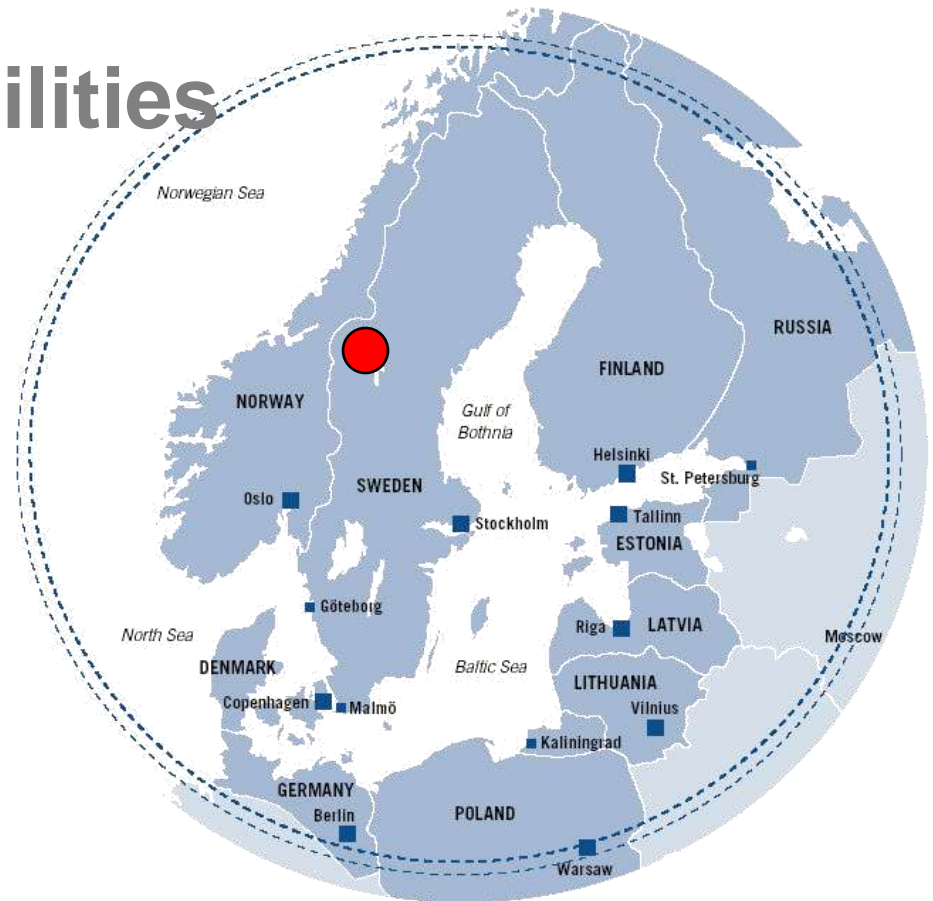 ilities
Norwegian Sea
RUSSIA
FINLAND
NORWAY
Gulf of
Bothnia
Helsinki
St. Petersburg
SWEDEN
Oslo
Stockholm
Tallinn
ESTONIA
Göteborg
Riga
LATVIA
North Sea
Moscow
DENMARK
Baltic Sea
LITHUANIA
Copenhagen
Malmö
Vilnius
Kaliningrad
GERMANY
Berlin
POLAND
Warsaw